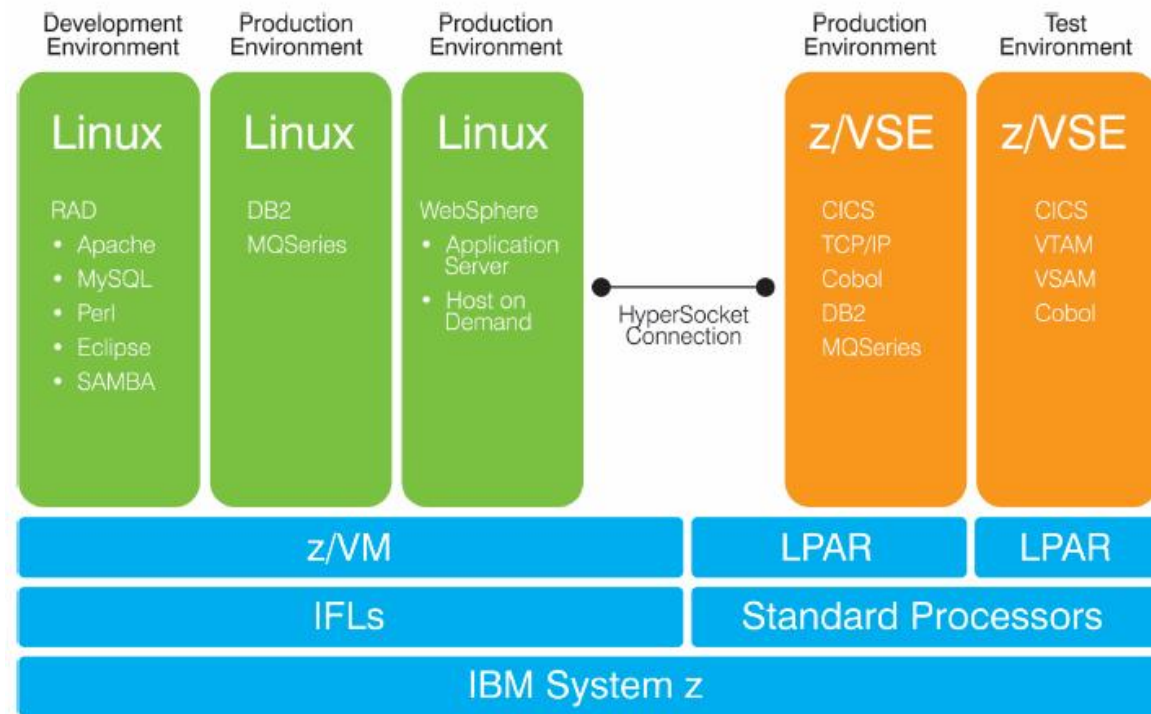 Development
Environment
Production
Environment
Production
Environment
Production
Environment
Test
Environment
Linux
RAD
• Apache
• MySQL
• Perl
• Eclipse
• SAMBA
Linux
DB2
MQSeries
Linux
WebSphere
• Application
Server
• Host on
Demand
HyperSocket
Connection
z/VSE
CICS
TCP/IP
Cobol
DB2
MQSeries
z/VSE
CICS
VTAM
VSAM
Cobol
z/VM
LPAR
LPAR
IFLs
Standard Processors
IBM System z